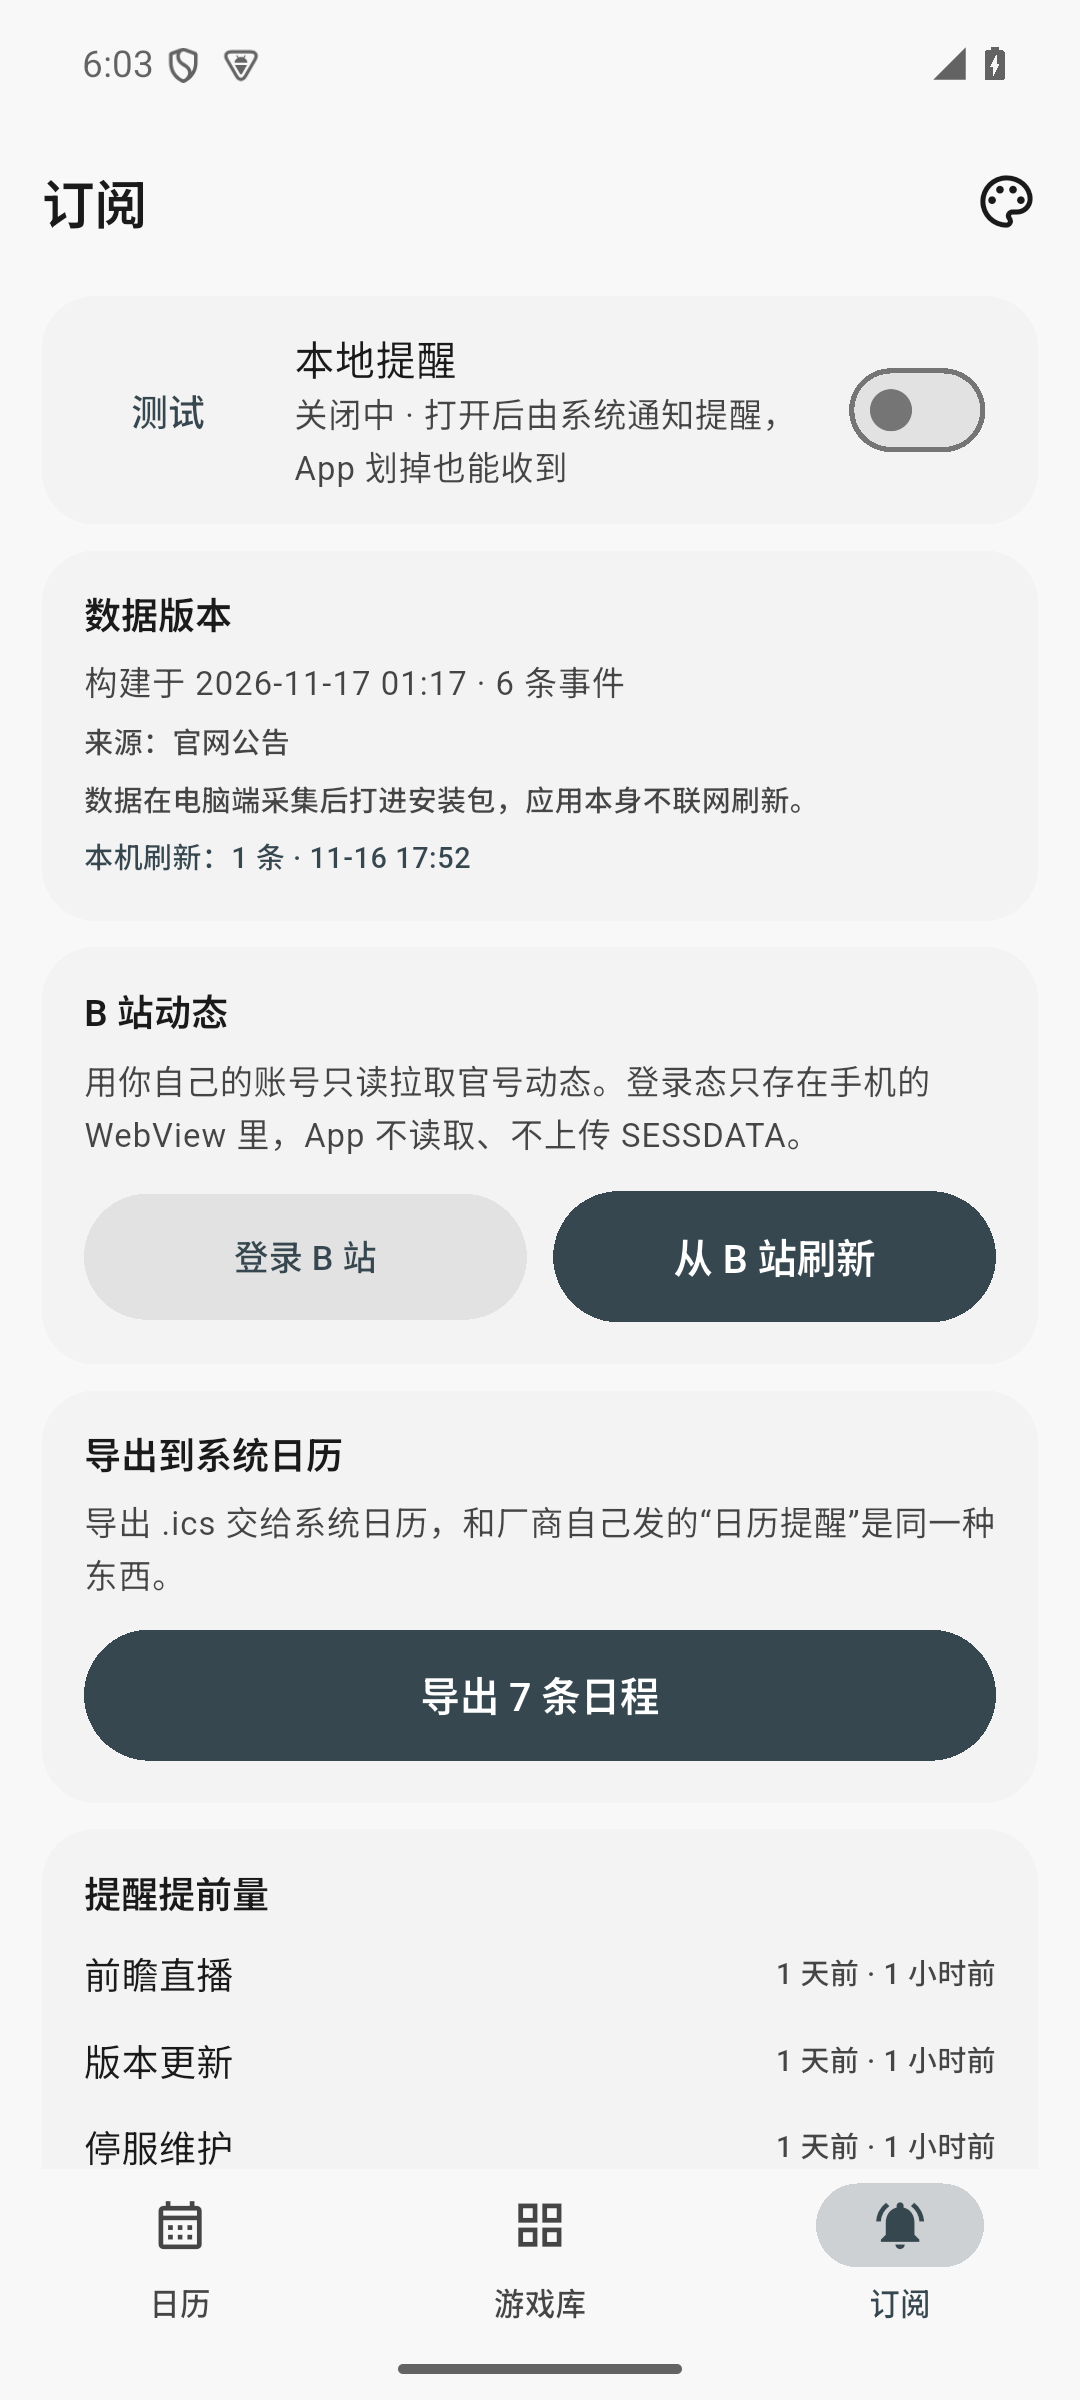 6:03
订阅
测试
本地提醒
关闭中 · 打开后由系统通知提醒，
App 划掉也能收到
数据版本
构建于 2026-11-17 01:17 · 6 条事件
来源：官网公告
数据在电脑端采集后打进安装包，应用本身不联网刷新。
本机刷新：1 条 · 11-16 17:52
B 站动态
用你自己的账号只读拉取官号动态。登录态只存在手机的
WebView 里，App 不读取、不上传 SESSDATA。
登录 B 站
从 B 站刷新
导出到系统日历
导出 .ics 交给系统日历，和厂商自己发的“日历提醒”是同一种
东西。
导出 7 条日程
提醒提前量
前瞻直播
1 天前 · 1 小时前
版本更新
1 天前 · 1 小时前
停服维护
1 天前 · 1 小时前
日历
游戏库
订阅